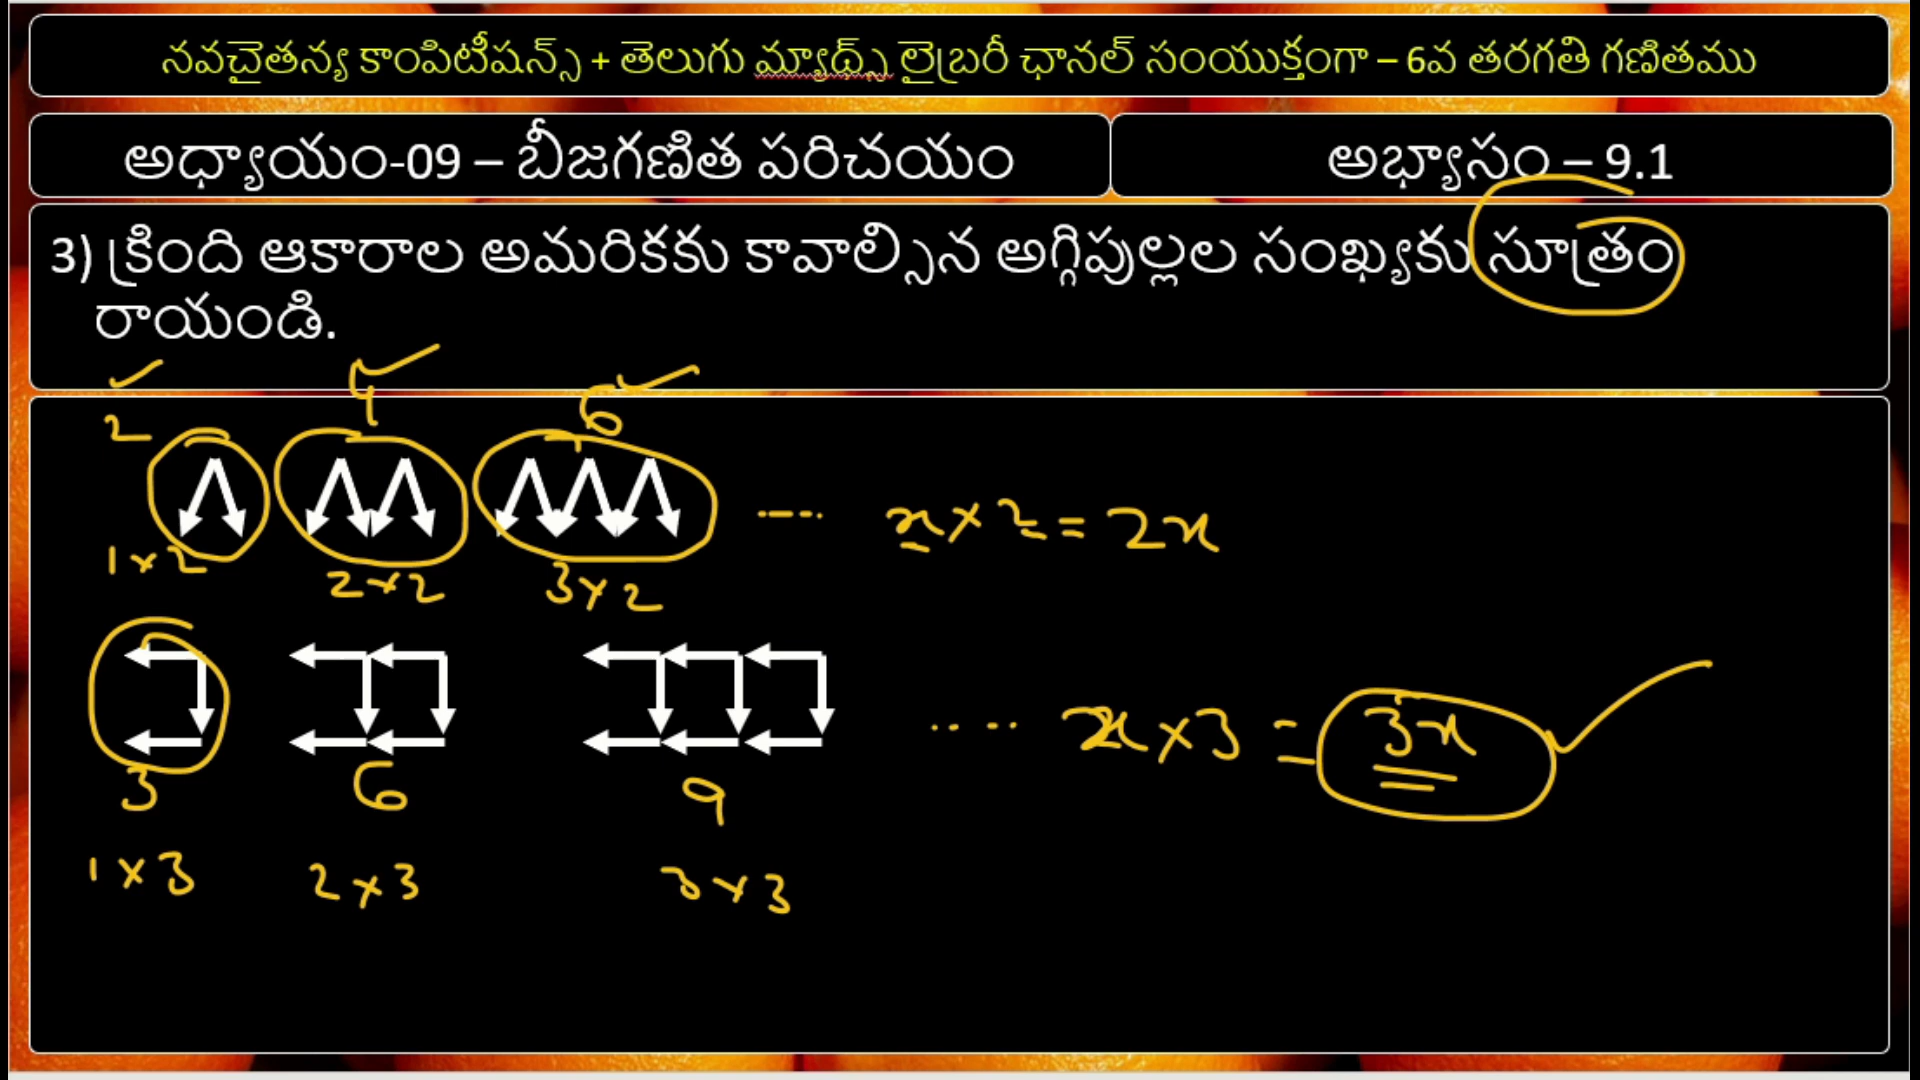 నవచైతన్య కాంపిటీషన్స్ + తెలుగు మ్యాథ్స్ లైబ్రరీ ఛానల్ సంయుక్తంగా – 6వ తరగతి గణితము
అధ్యాయం-09 – బీజగణిత పరిచయం
అభ్యాసం – 9.1
3) క్రింది ఆకారాల అమరికకు కావాల్సిన అగ్గిపుల్లల సంఖ్యకు సూత్రం
రాయండి.
2 4 6
---- x × 2 = 2x
1 × 2 2 × 2 3 × 2
.... x × 3 = 3x
3 6 9
1 × 3 2 × 3 3 × 3